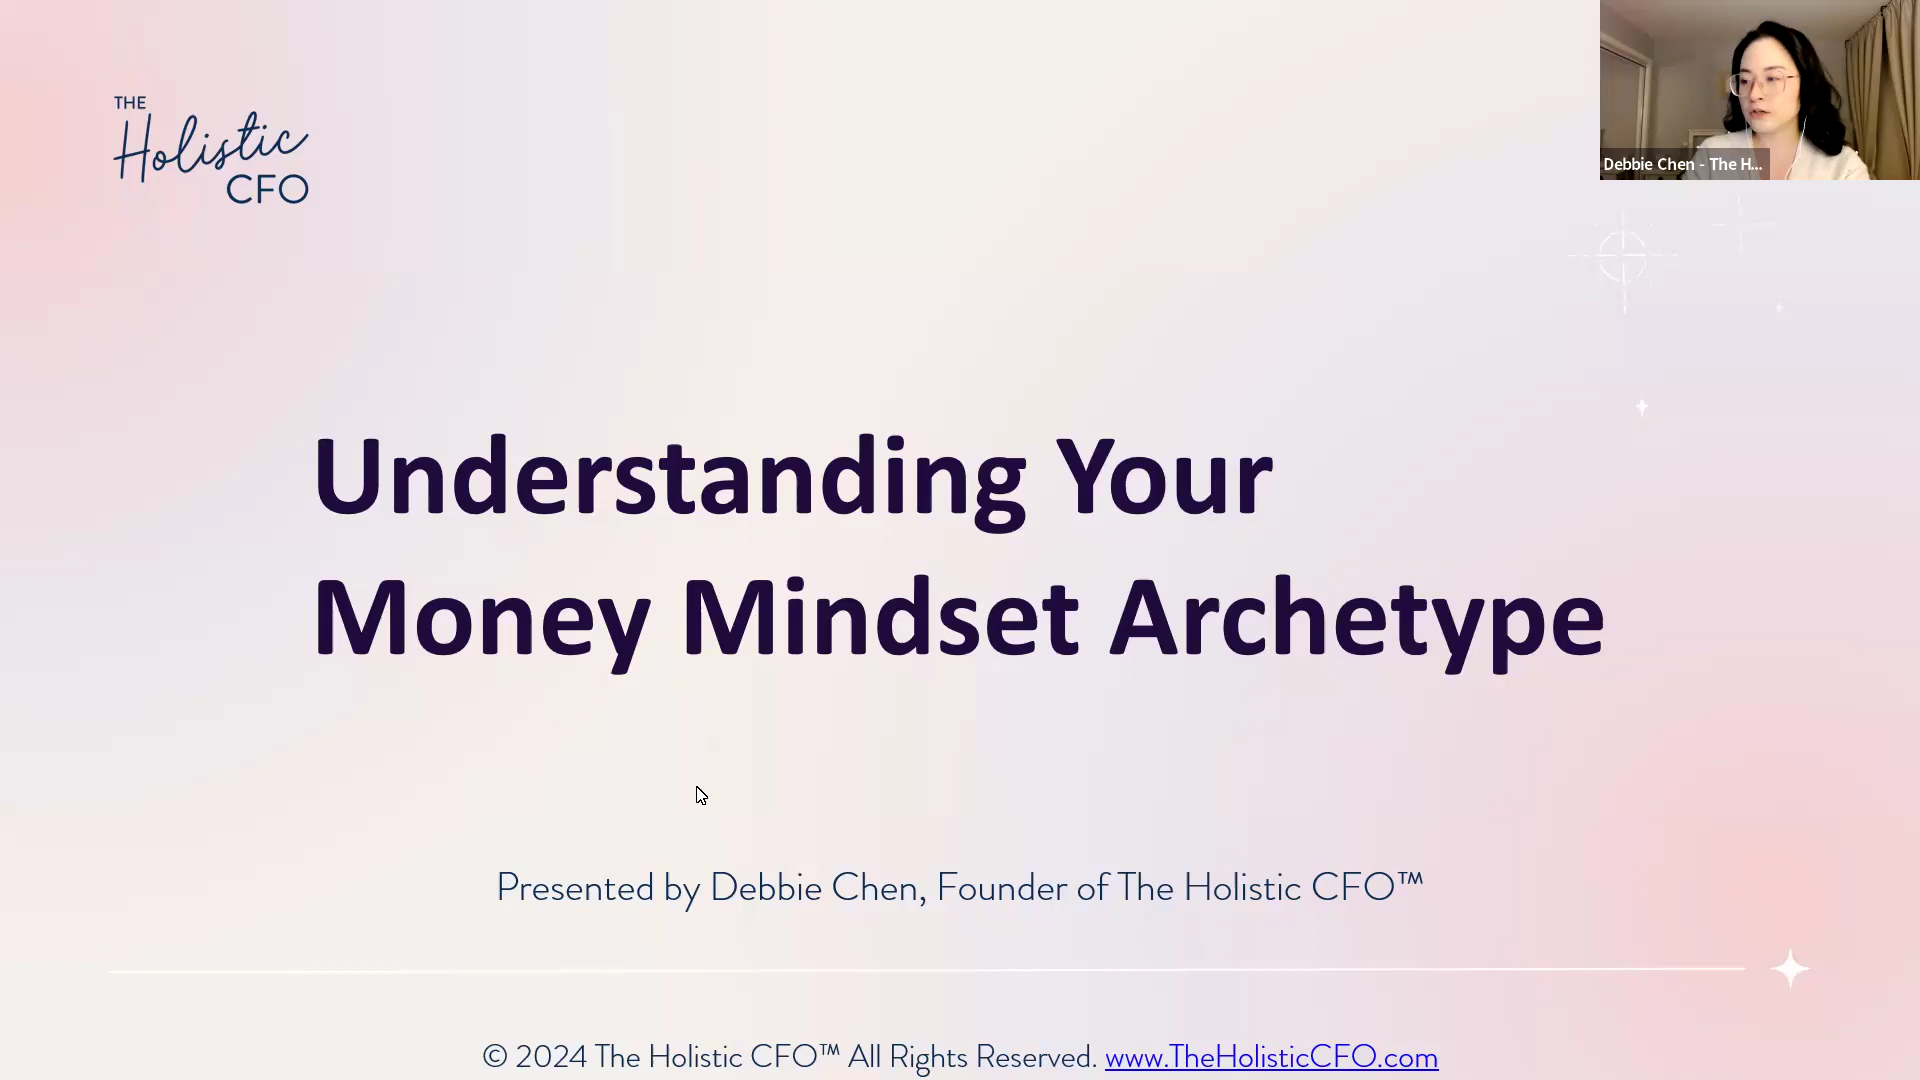 THE
Holistic
CFO
Debbie Chen - The H...
Understanding Your
Money Mindset Archetype
Presented by Debbie Chen, Founder of The Holistic CFO™
© 2024 The Holistic CFO™ All Rights Reserved. www.TheHolisticCFO.com